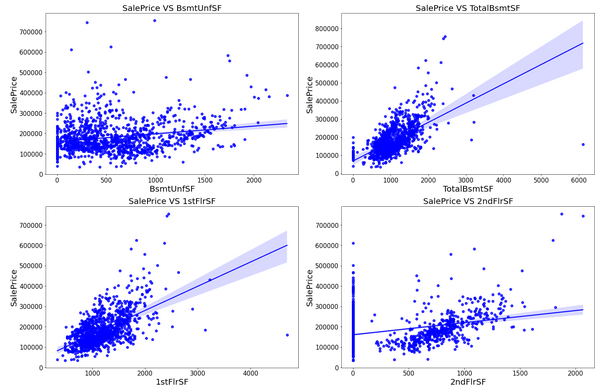 SalePrice VS BsmtUnfSF
SalePrice
700000
600000
500000
400000
300000
200000
100000
0
0 500 1000 1500 2000
BsmtUnfSF
SalePrice VS TotalBsmtSF
SalePrice
800000
700000
600000
500000
400000
300000
200000
100000
0
0 1000 2000 3000 4000 5000 6000
TotalBsmtSF
SalePrice VS 1stFlrSF
SalePrice
700000
600000
500000
400000
300000
200000
100000
0
1000 2000 3000 4000
1stFlrSF
SalePrice VS 2ndFlrSF
SalePrice
700000
600000
500000
400000
300000
200000
100000
0
0 500 1000 1500 2000
2ndFlrSF